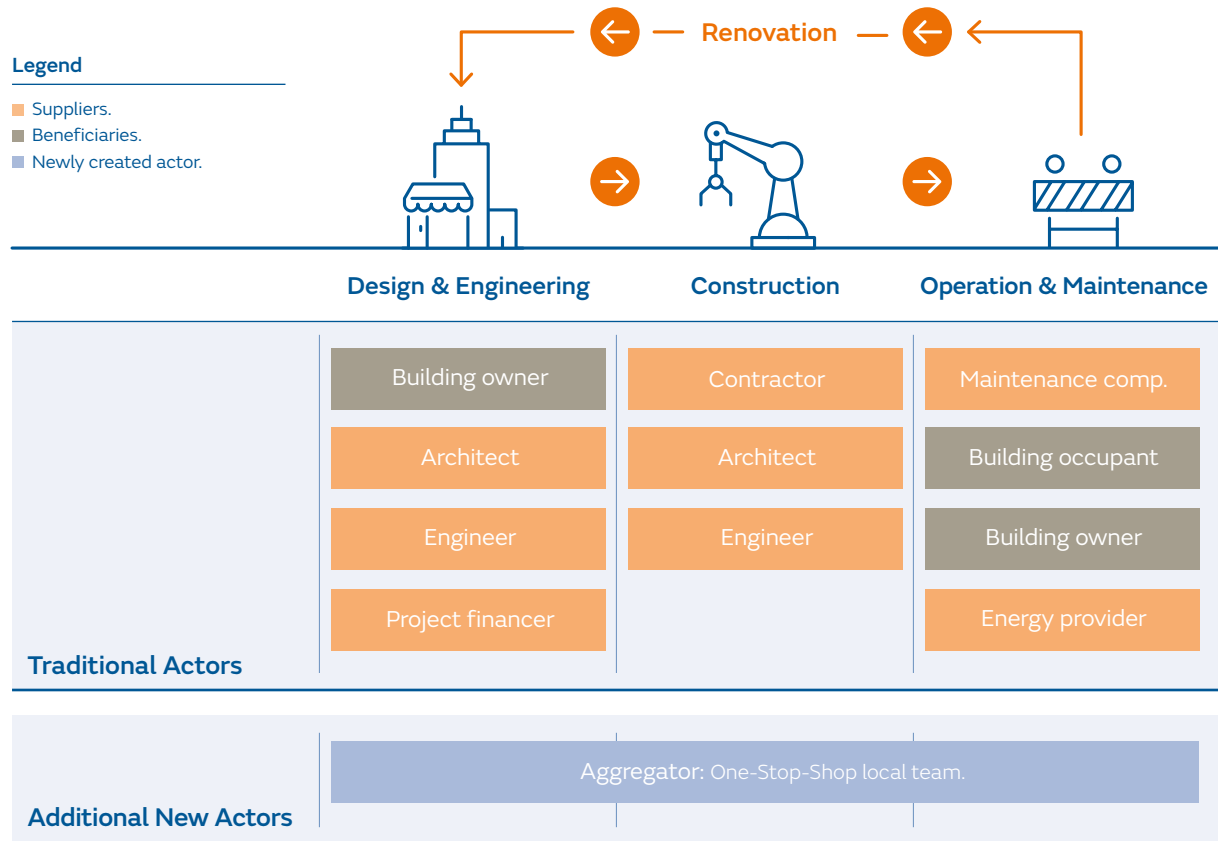 Renovation
Legend
Suppliers.
Beneficiaries.
Newly created actor.
Design & Engineering
Construction
Operation & Maintenance
Building owner
Contractor
Maintenance comp.
Architect
Architect
Building occupant
Engineer
Engineer
Building owner
Project financer
Energy provider
Traditional Actors
Aggregator: One-Stop-Shop local team.
Additional New Actors